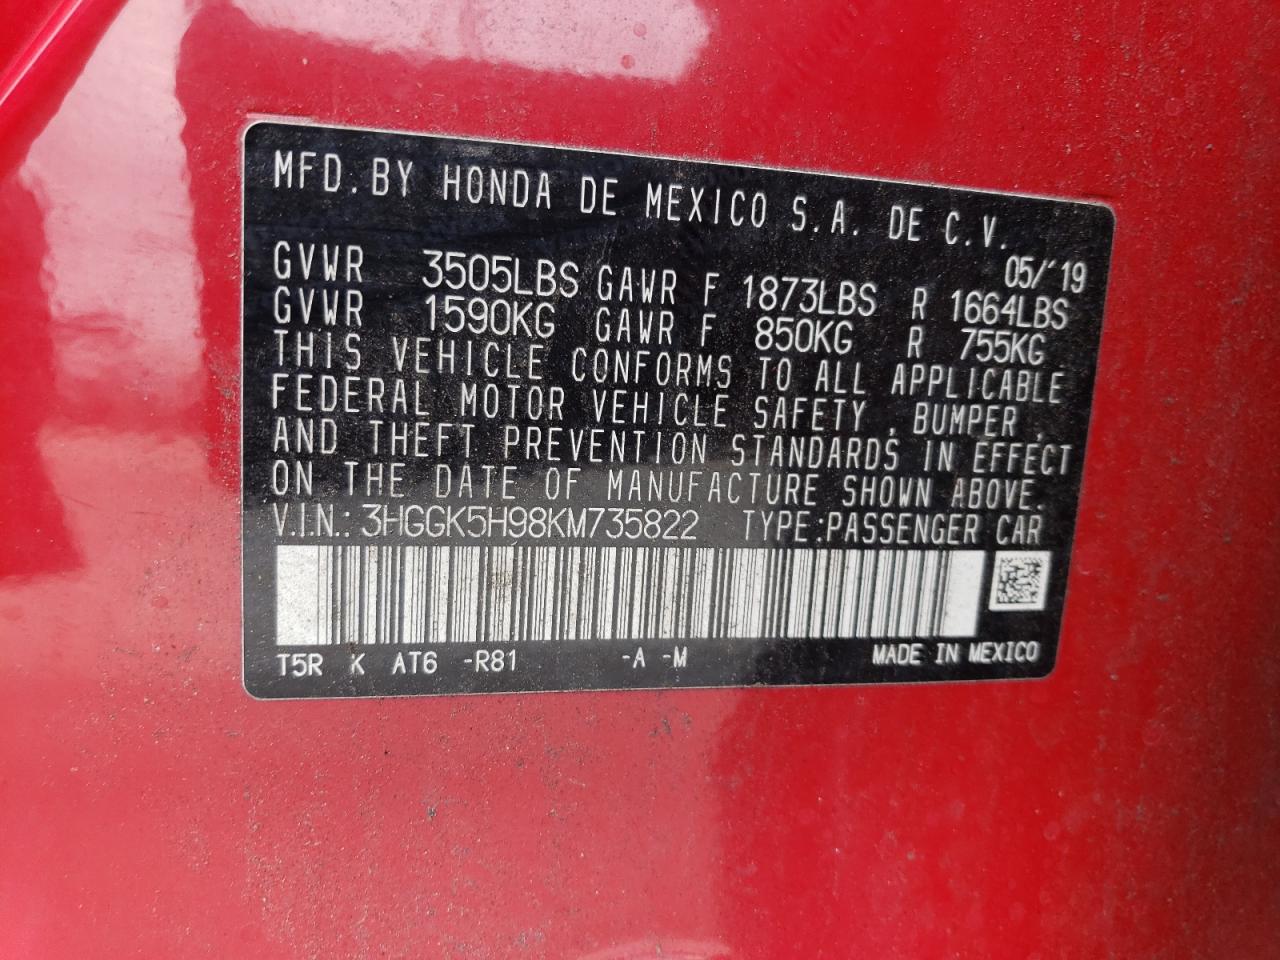 MFD. BY HONDA DE MEXICO S.A. DE C.V.
05/'19
GVWR 3505LBS GAWR F 1873LBS R 1664LBS
GVWR 1590KG GAWR F 850KG R 755KG
THIS VEHICLE CONFORMS TO ALL APPLICABLE
FEDERAL MOTOR VEHICLE SAFETY, BUMPER,
AND THEFT PREVENTION STANDARDS IN EFFECT
ON THE DATE OF MANUFACTURE SHOWN ABOVE.
V.I.N.: 3HGGK5H98KM735822 TYPE:PASSENGER CAR
T5R K AT6 -R81 -A -M MADE IN MEXICO